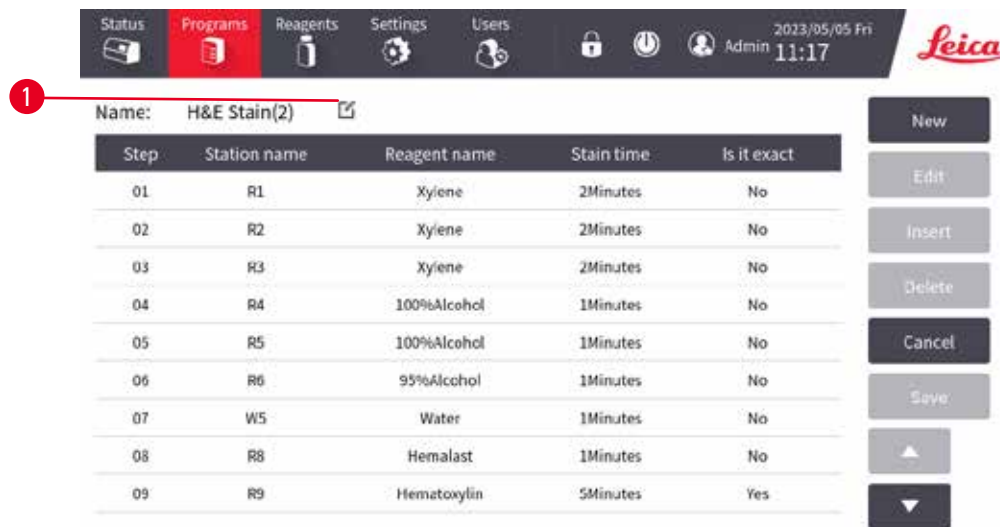 Status Programs Reagents Settings Users
Admin 2023/05/05 Fri
11:17
Leica
1
Name: H&E Stain(2)
Step Station name Reagent name Stain time Is it exact
01 R1 Xylene 2Minutes No
02 R2 Xylene 2Minutes No
03 R3 Xylene 2Minutes No
04 R4 100%Alcohol 1Minutes No
05 R5 100%Alcohol 1Minutes No
06 R6 95%Alcohol 1Minutes No
07 W5 Water 1Minutes No
08 R8 Hemalast 1Minutes No
09 R9 Hematoxylin 5Minutes Yes
New
Edit
Insert
Delete
Cancel
Save